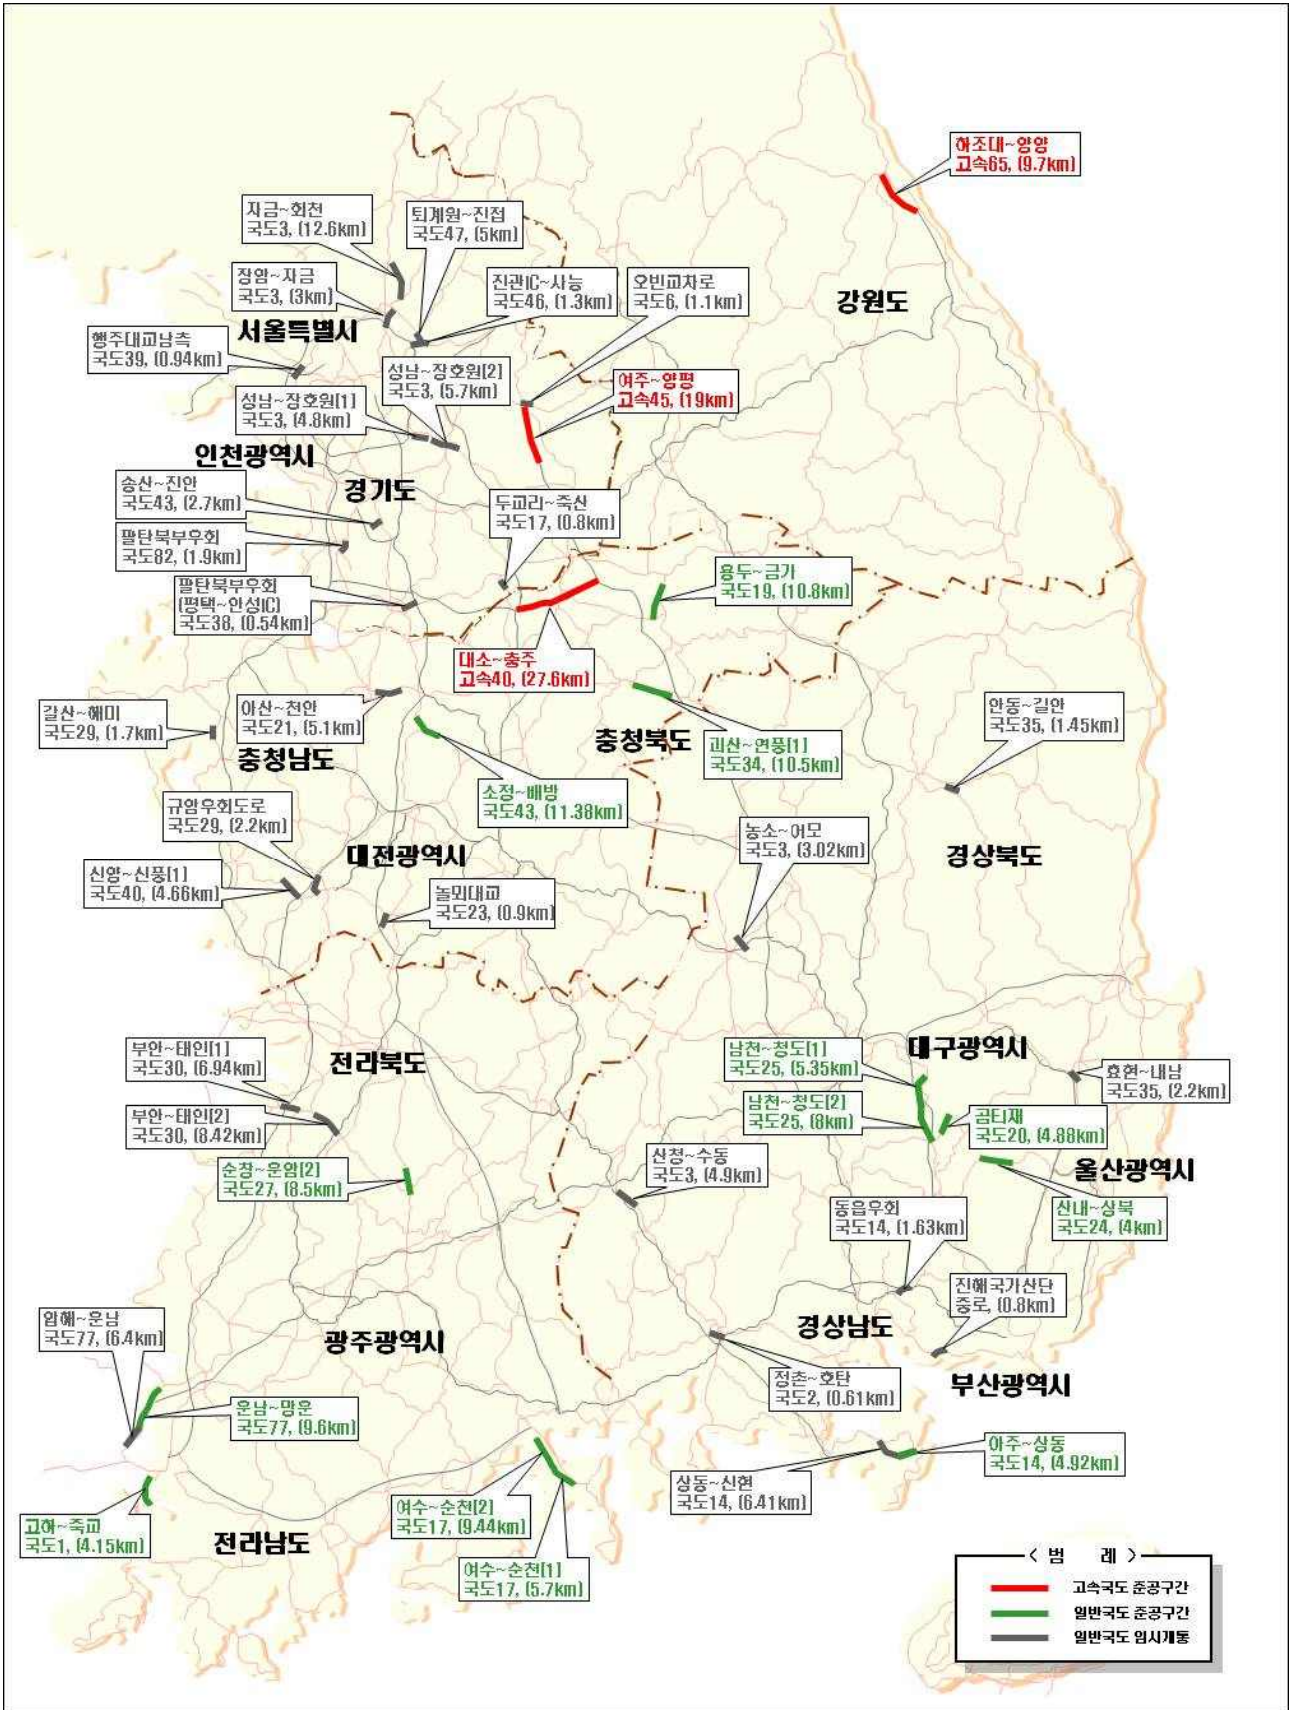 하조대~양양
고속65, (9.7km)
자금~회천
국도3, (12.6km)
퇴계원~진접
국도47, (5km)
장암~자금
국도3, (3km)
진관IC~사능
국도46, (1.3km)
오빈교차로
국도6, (1.1km)
강원도
서울특별시
행주대교남측
국도39, (0.94km)
성남~장호원[2]
국도3, (5.7km)
여주~양평
고속45, (19km)
성남~장호원[1]
국도3, (4.8km)
인천광역시
경기도
송산~진안
국도43, (2.7km)
두교리~죽산
국도17, (0.8km)
팔탄북부우회
국도82, (1.9km)
용두~금가
국도19, (10.8km)
팔탄북부우회
(평택~안성IC)
국도38, (0.54km)
대소~충주
고속40, (27.6km)
갈산~해미
국도29, (1.7km)
아산~천안
국도21, (5.1km)
안동~길안
국도35, (1.45km)
충청북도
괴산~연풍[1]
국도34, (10.5km)
충청남도
소정~배방
국도43, (11.38km)
규암우회도로
국도29, (2.2km)
농소~어모
국도3, (3.02km)
대전광역시
경상북도
신양~신풍[1]
국도40, (4.66km)
놀뫼대교
국도23, (0.9km)
부안~태인[1]
국도30, (6.94km)
전라북도
남천~청도[1]
국도25, (5.35km)
대구광역시
효현~내남
국도35, (2.2km)
남천~청도[2]
국도25, (8km)
부안~태인[2]
국도30, (8.42km)
곰티재
국도20, (4.88km)
순창~운암[2]
국도27, (8.5km)
산청~수동
국도3, (4.9km)
울산광역시
동읍우회
국도14, (1.63km)
산내~상북
국도24, (4km)
진해국가산단
중로, (0.8km)
압해~운남
국도77, (6.4km)
광주광역시
경상남도
정촌~호탄
국도2, (0.61km)
부산광역시
운남~망운
국도77, (9.6km)
아주~상동
국도14, (4.92km)
상동~신현
국도14, (6.41km)
여수~순천[2]
국도17, (9.44km)
고하~죽교
국도1, (4.15km)
전라남도
여수~순천[1]
국도17, (5.7km)
< 범 례 >
고속국도 준공구간
일반국도 준공구간
일반국도 임시개통